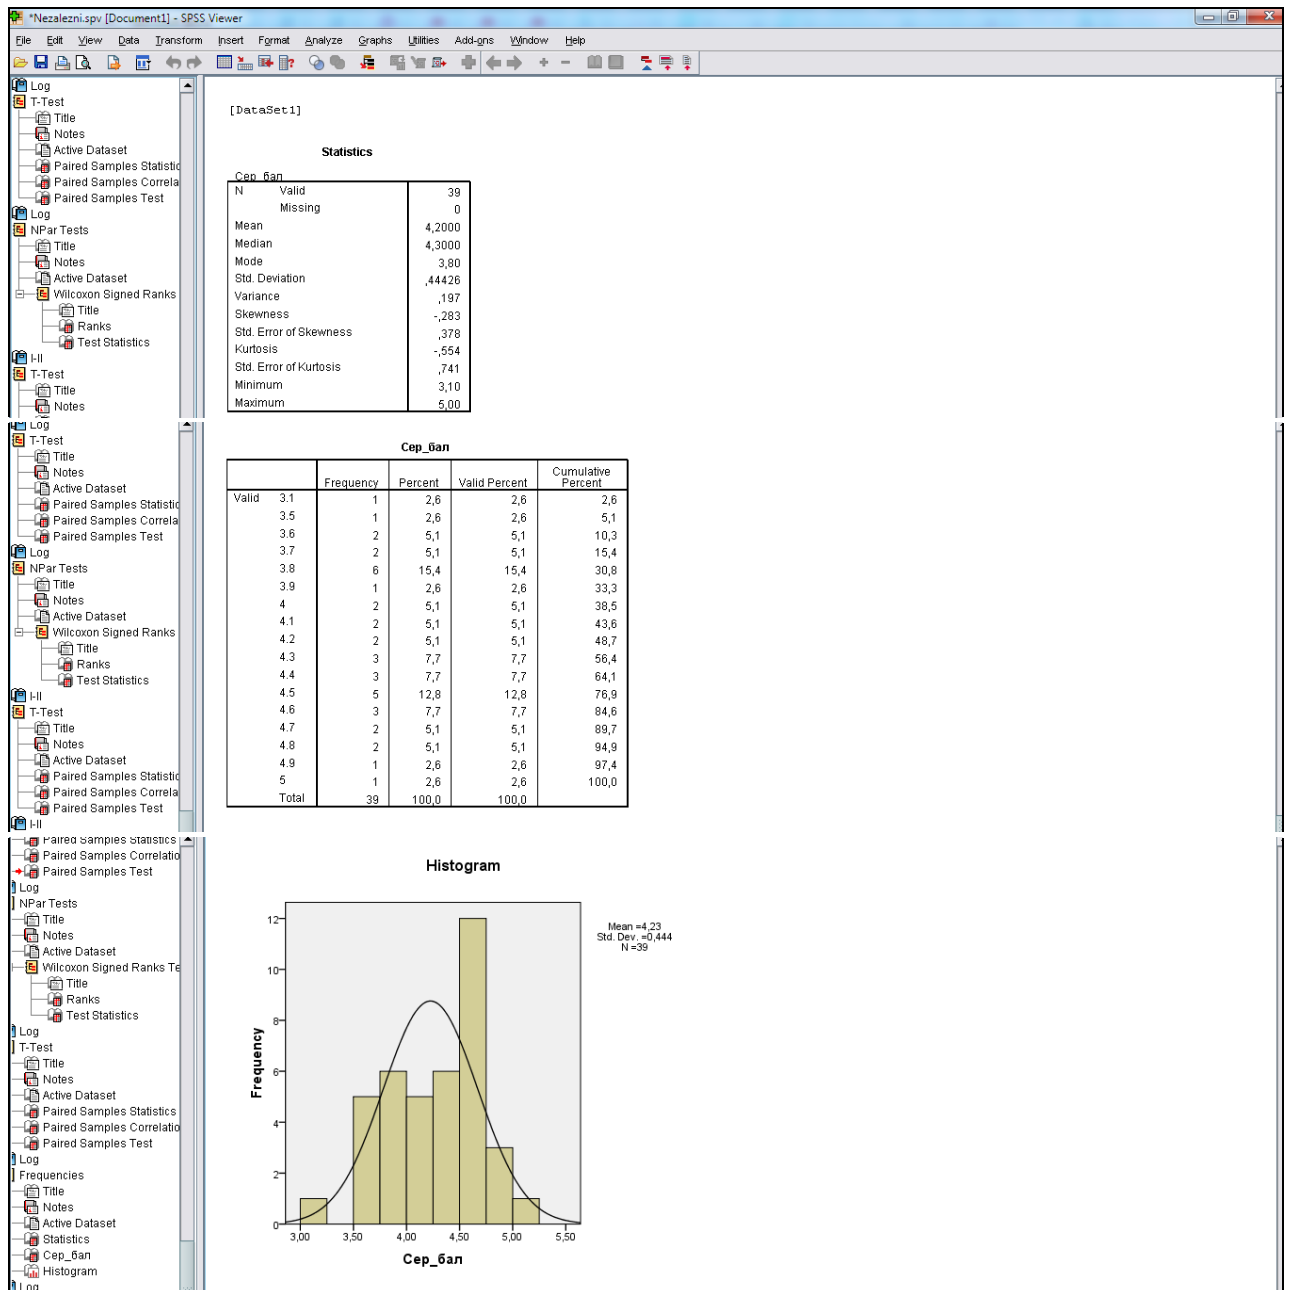 *Nezalezni.spv [Document1] - SPSS Viewer
File Edit View Data Transform Insert Format Analyze Graphs Utilities Add-ons Window Help
Log
T-Test
Title
Notes
Active Dataset
Paired Samples Statistic
Paired Samples Correla
Paired Samples Test
Log
NPar Tests
Title
Notes
Active Dataset
Wilcoxon Signed Ranks
Title
Ranks
Test Statistics
I-II
T-Test
Title
Notes
[DataSet1]
Statistics
Сер_бал
N Valid 39
Missing 0
Mean 4,2000
Median 4,3000
Mode 3,80
Std. Deviation ,44426
Variance ,197
Skewness -,283
Std. Error of Skewness ,378
Kurtosis -,554
Std. Error of Kurtosis ,741
Minimum 3,10
Maximum 5,00
Log
T-Test
Title
Notes
Active Dataset
Paired Samples Statistic
Paired Samples Correla
Paired Samples Test
Log
NPar Tests
Title
Notes
Active Dataset
Wilcoxon Signed Ranks
Title
Ranks
Test Statistics
I-II
T-Test
Title
Notes
Active Dataset
Paired Samples Statistic
Paired Samples Correla
Paired Samples Test
I-II
Сер_бал
Frequency Percent Valid Percent Cumulative Percent
Valid 3.1 1 2,6 2,6 2,6
3.5 1 2,6 2,6 5,1
3.6 2 5,1 5,1 10,3
3.7 2 5,1 5,1 15,4
3.8 6 15,4 15,4 30,8
3.9 1 2,6 2,6 33,3
4 2 5,1 5,1 38,5
4.1 2 5,1 5,1 43,6
4.2 2 5,1 5,1 48,7
4.3 3 7,7 7,7 56,4
4.4 3 7,7 7,7 64,1
4.5 5 12,8 12,8 76,9
4.6 3 7,7 7,7 84,6
4.7 2 5,1 5,1 89,7
4.8 2 5,1 5,1 94,9
4.9 1 2,6 2,6 97,4
5 1 2,6 2,6 100,0
Total 39 100,0 100,0
Paired Samples Statistics
Paired Samples Correlatio
Paired Samples Test
Log
NPar Tests
Title
Notes
Active Dataset
Wilcoxon Signed Ranks Te
Title
Ranks
Test Statistics
Log
T-Test
Title
Notes
Active Dataset
Paired Samples Statistics
Paired Samples Correlatio
Paired Samples Test
Log
Frequencies
Title
Notes
Active Dataset
Statistics
Сер_бал
Histogram
Log
Histogram
Mean =4,23
Std. Dev. =0,444
N =39
Frequency
12
10
8
6
4
2
0
3,00 3,50 4,00 4,50 5,00 5,50
Сер_бал